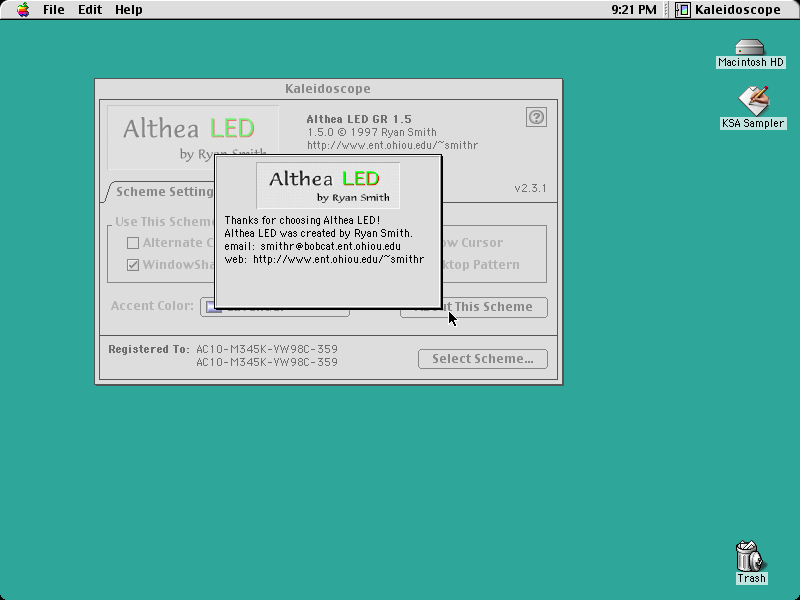 File Edit Help
9:21 PM
Kaleidoscope
Macintosh HD
KSA Sampler
Kaleidoscope
Althea LED
by Ryan Smith
Althea LED GR 1.5
1.5.0 © 1997 Ryan Smith
http://www.ent.ohiou.edu/~smithr
Scheme Setting
v2.3.1
Althea LED
by Ryan Smith
Thanks for choosing Althea LED!
Althea LED was created by Ryan Smith.
email: smithr@bobcat.ent.ohiou.edu
web: http://www.ent.ohiou.edu/~smithr
Use This Scheme
Alternate C
Cursor
WindowSha
Pattern
Accent Color:
This Scheme
Registered To: AC10-M345K-VW98C-359
AC10-M345K-VW98C-359
Select Scheme...
Trash